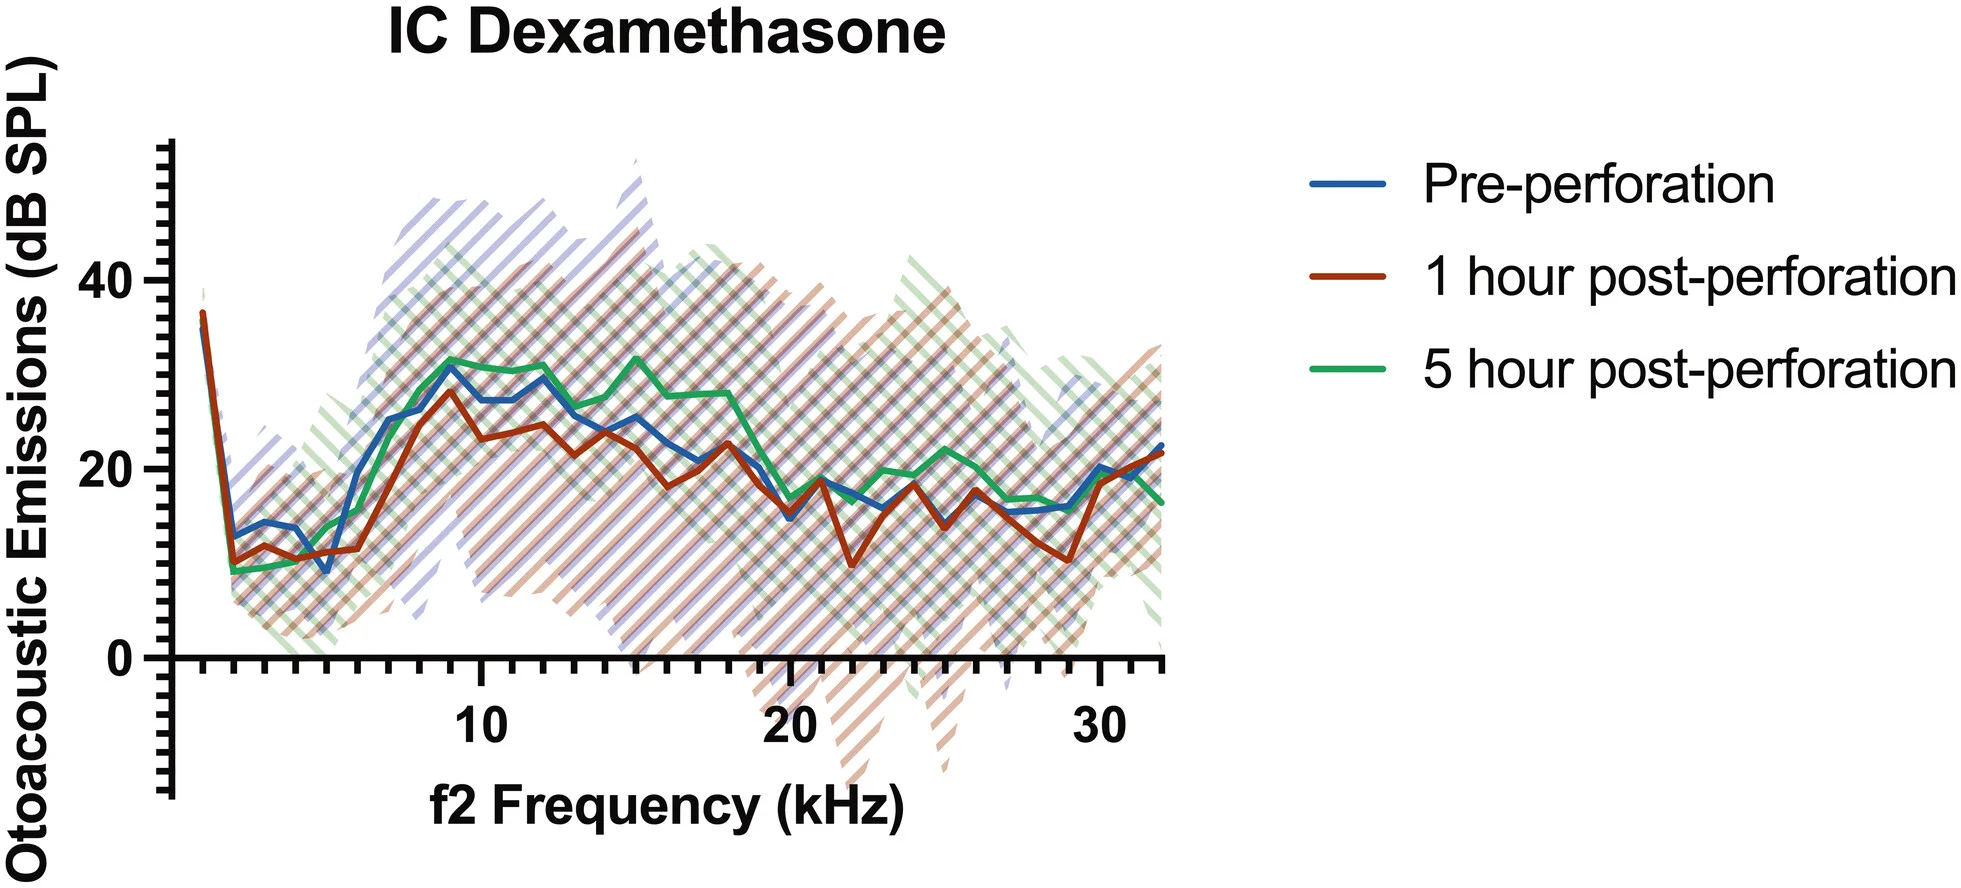 IC Dexamethasone
Otoacoustic Emissions (dB SPL)
40
20
0
10
20
30
f2 Frequency (kHz)
Pre-perforation
1 hour post-perforation
5 hour post-perforation